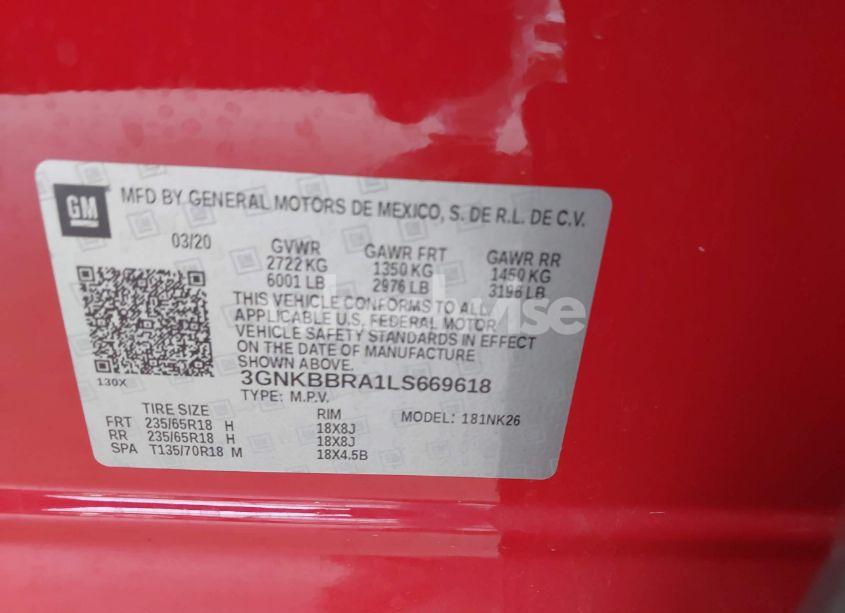 GM
MFD BY GENERAL MOTORS DE MEXICO, S. DE R.L. DE C.V.
03/20 GVWR GAWR FRT GAWR RR
2722 KG 1350 KG 1450 KG
6001 LB 2976 LB 3196 LB
THIS VEHICLE CONFORMS TO ALL
APPLICABLE U.S. FEDERAL MOTOR
VEHICLE SAFETY STANDARDS IN EFFECT
ON THE DATE OF MANUFACTURE
SHOWN ABOVE.
130X 3GNKBBRA1LS669618
TYPE: M.P.V.
TIRE SIZE RIM MODEL: 181NK26
FRT 235/65R18 H 18X8J
RR 235/65R18 H 18X8J
SPA T135/70R18 M 18X4.5B